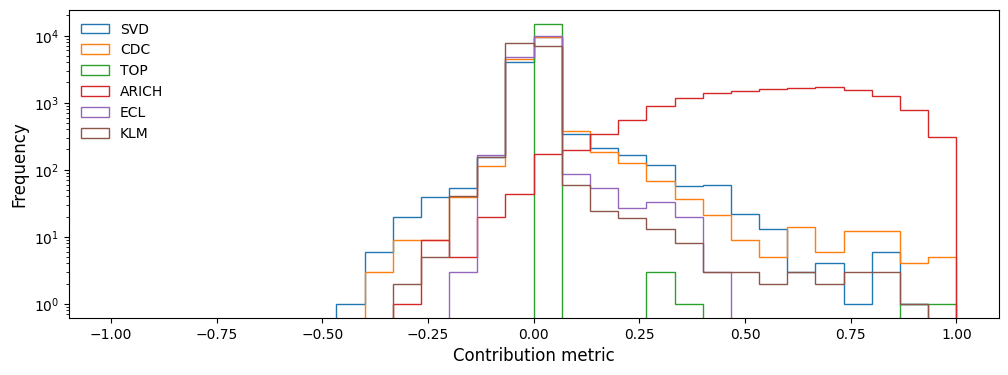 SVD
CDC
TOP
ARICH
ECL
KLM
Frequency
10⁴
10³
10²
10¹
10⁰
−1.00 −0.75 −0.50 −0.25 0.00 0.25 0.50 0.75 1.00
Contribution metric